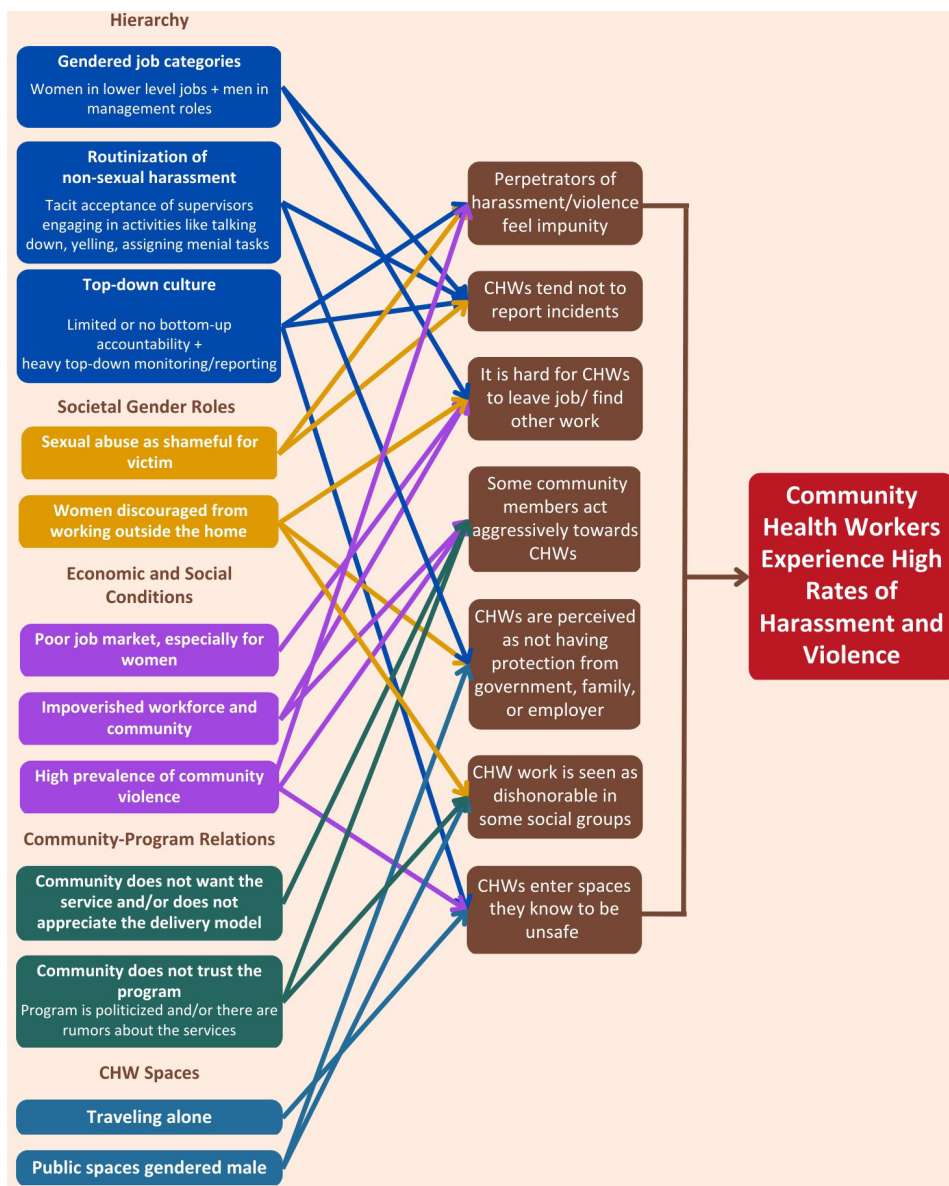 Hierarchy
Gendered job categories
Women in lower level jobs + men in
management roles
Routinization of
non-sexual harassment
Tacit acceptance of supervisors
engaging in activities like talking
down, yelling, assigning menial tasks
Top-down culture
Limited or no bottom-up
accountability +
heavy top-down monitoring/reporting
Societal Gender Roles
Sexual abuse as shameful for
victim
Women discouraged from
working outside the home
Economic and Social
Conditions
Poor job market, especially for
women
Impoverished workforce and
community
High prevalence of community
violence
Community-Program Relations
Community does not want the
service and/or does not
appreciate the delivery model
Community does not trust the
program
Program is politicized and/or there are
rumors about the services
CHW Spaces
Traveling alone
Public spaces gendered male
Perpetrators of
harassment/violence
feel impunity
CHWs tend not to
report incidents
It is hard for CHWs
to leave job/ find
other work
Some community
members act
aggressively towards
CHWs
CHWs are perceived
as not having
protection from
government, family,
or employer
CHW work is seen as
dishonorable in
some social groups
CHWs enter spaces
they know to be
unsafe
Community
Health Workers
Experience High
Rates of
Harassment and
Violence